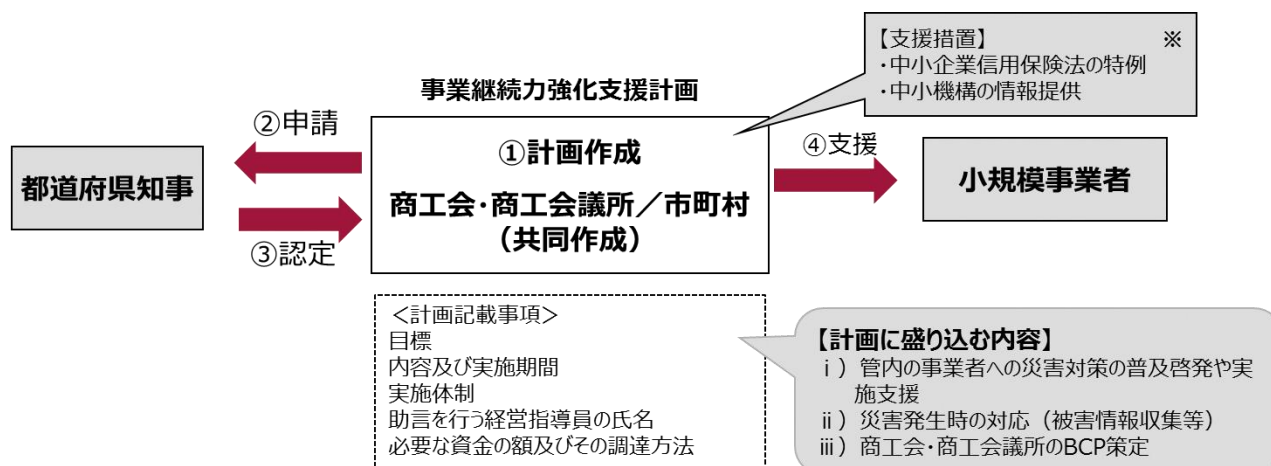 【支援措置】 ※
・中小企業信用保険法の特例
・中小機構の情報提供
事業継続力強化支援計画
②申請
①計画作成
④支援
都道府県知事
商工会・商工会議所／市町村
（共同作成）
小規模事業者
③認定
＜計画記載事項＞
目標
内容及び実施期間
実施体制
助言を行う経営指導員の氏名
必要な資金の額及びその調達方法
【計画に盛り込む内容】
ⅰ）管内の事業者への災害対策の普及啓発や実
施支援
ⅱ）災害発生時の対応（被害情報収集等）
ⅲ）商工会・商工会議所のBCP策定